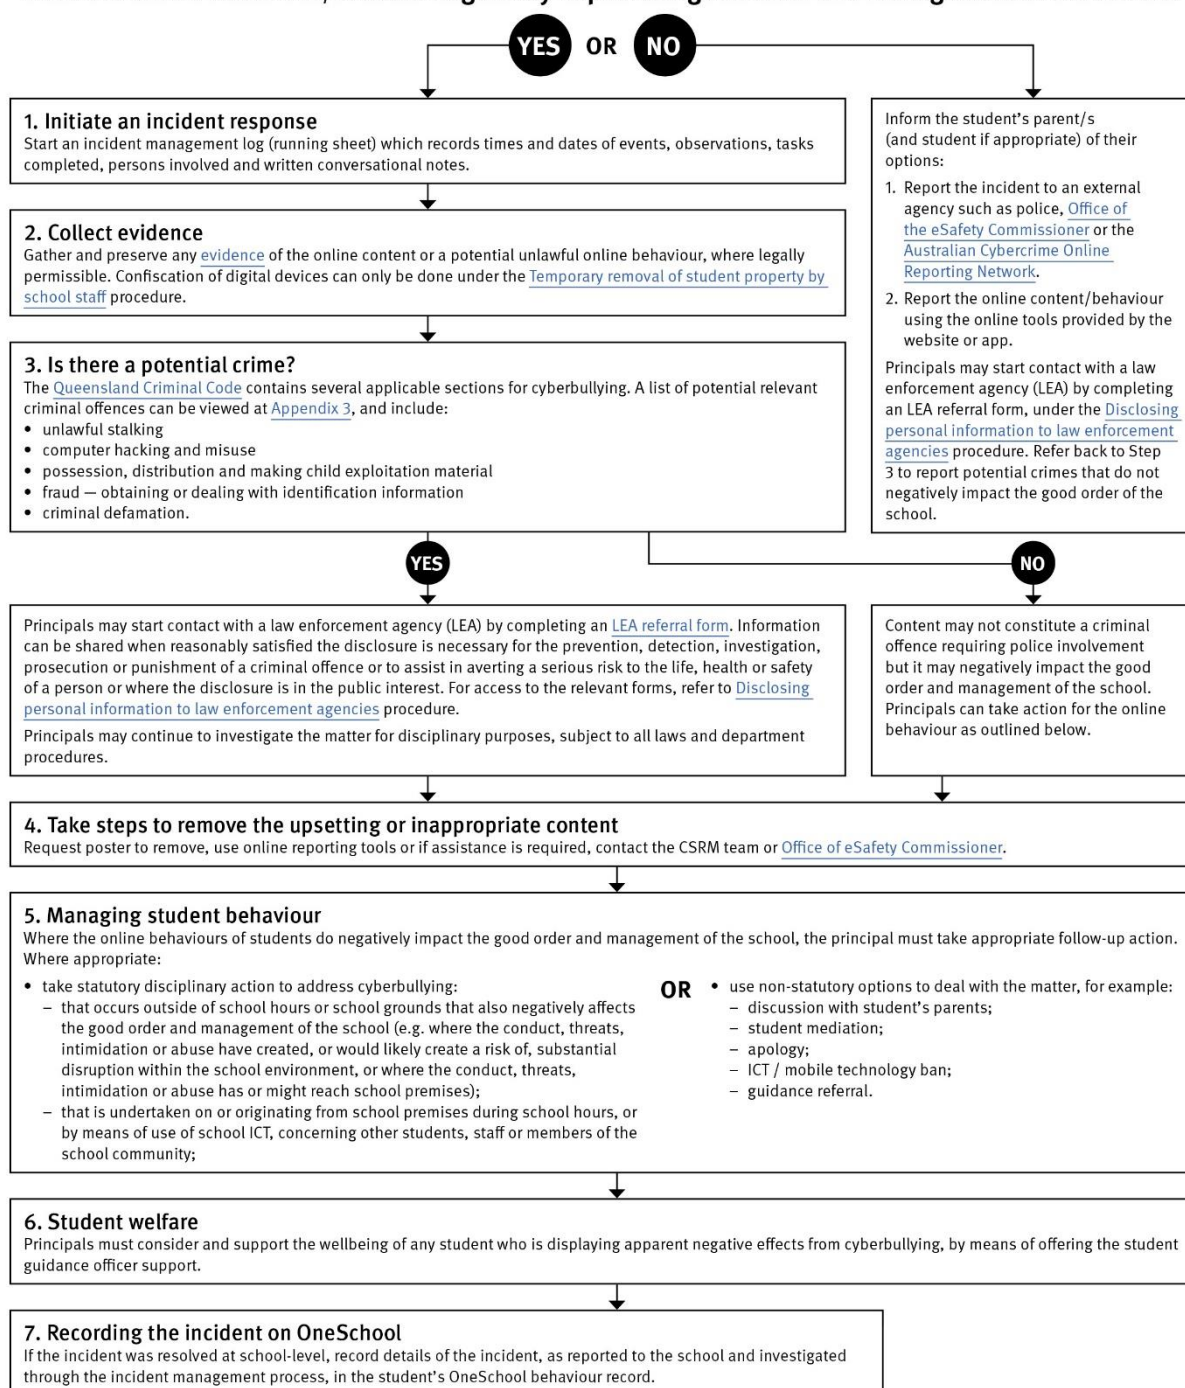 YES OR NO
1. Initiate an incident response
Start an incident management log (running sheet) which records times and dates of events, observations, tasks
completed, persons involved and written conversational notes.
2. Collect evidence
Gather and preserve any evidence of the online content or a potential unlawful online behaviour, where legally
permissible. Confiscation of digital devices can only be done under the Temporary removal of student property by
school staff procedure.
3. Is there a potential crime?
The Queensland Criminal Code contains several applicable sections for cyberbullying. A list of potential relevant
criminal offences can be viewed at Appendix 3, and include:
• unlawful stalking
• computer hacking and misuse
• possession, distribution and making child exploitation material
• fraud — obtaining or dealing with identification information
• criminal defamation.
Inform the student's parent/s
(and student if appropriate) of their
options:
1. Report the incident to an external
agency such as police, Office of
the eSafety Commissioner or the
Australian Cybercrime Online
Reporting Network.
2. Report the online content/behaviour
using the online tools provided by the
website or app.
Principals may start contact with a law
enforcement agency (LEA) by completing
an LEA referral form, under the Disclosing
personal information to law enforcement
agencies procedure. Refer back to Step
3 to report potential crimes that do not
negatively impact the good order of the
school.
YES
NO
Principals may start contact with a law enforcement agency (LEA) by completing an LEA referral form. Information
can be shared when reasonably satisfied the disclosure is necessary for the prevention, detection, investigation,
prosecution or punishment of a criminal offence or to assist in averting a serious risk to the life, health or safety
of a person or where the disclosure is in the public interest. For access to the relevant forms, refer to Disclosing
personal information to law enforcement agencies procedure.
Principals may continue to investigate the matter for disciplinary purposes, subject to all laws and department
procedures.
Content may not constitute a criminal
offence requiring police involvement
but it may negatively impact the good
order and management of the school.
Principals can take action for the online
behaviour as outlined below.
4. Take steps to remove the upsetting or inappropriate content
Request poster to remove, use online reporting tools or if assistance is required, contact the CSRM team or Office of eSafety Commissioner.
5. Managing student behaviour
Where the online behaviours of students do negatively impact the good order and management of the school, the principal must take appropriate follow-up action.
Where appropriate:
• take statutory disciplinary action to address cyberbullying:
– that occurs outside of school hours or school grounds that also negatively affects
the good order and management of the school (e.g. where the conduct, threats,
intimidation or abuse have created, or would likely create a risk of, substantial
disruption within the school environment, or where the conduct, threats,
intimidation or abuse has or might reach school premises);
– that is undertaken on or originating from school premises during school hours, or
by means of use of school ICT, concerning other students, staff or members of the
school community;
OR
• use non-statutory options to deal with the matter, for example:
– discussion with student's parents;
– student mediation;
– apology;
– ICT / mobile technology ban;
– guidance referral.
6. Student welfare
Principals must consider and support the wellbeing of any student who is displaying apparent negative effects from cyberbullying, by means of offering the student
guidance officer support.
7. Recording the incident on OneSchool
If the incident was resolved at school-level, record details of the incident, as reported to the school and investigated
through the incident management process, in the student's OneSchool behaviour record.